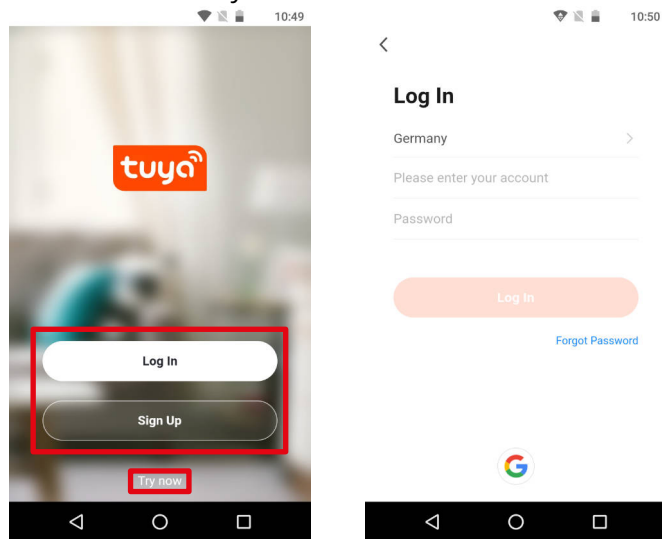 10:49
tuya
Log In
Sign Up
Try now
10:50
Log In
Germany
Please enter your account
Password
Log In
Forgot Password
G